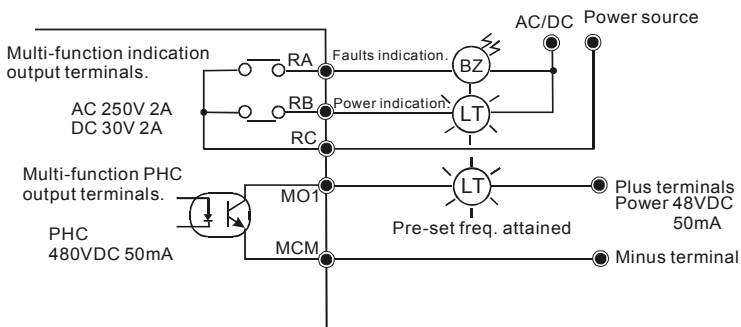 AC/DC Power source
Multi-function indication
output terminals.
RA Faults indication. BZ
AC 250V 2A
DC 30V 2A
RB Power indication. LT
RC
Multi-function PHC
output terminals.
MO1
LT
Plus terminals
Power 48VDC
50mA
Pre-set freq. attained
PHC
480VDC 50mA
MCM
Minus terminal